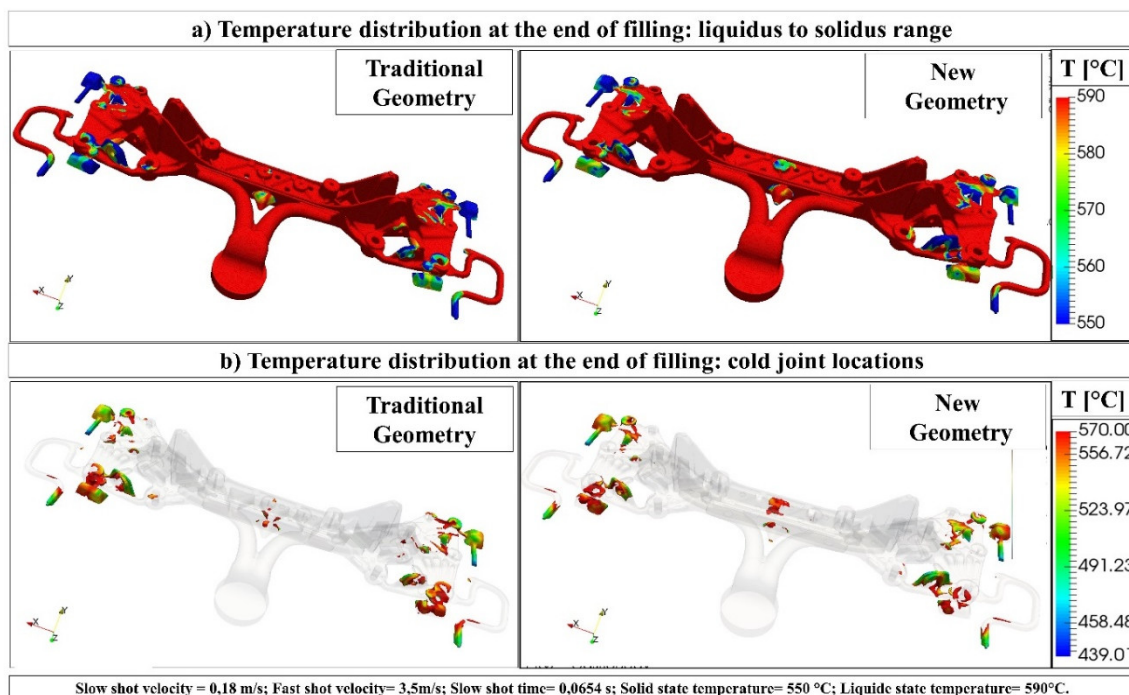 a) Temperature distribution at the end of filling: liquidus to solidus range
Traditional
Geometry
New
Geometry
T [°C]
590
580
570
560
550
X
Y
Z
X
Y
Z
b) Temperature distribution at the end of filling: cold joint locations
Traditional
Geometry
New
Geometry
T [°C]
570.00
556.72
523.97
491.23
458.48
439.0
X
Y
Z
X
Y
Z
Slow shot velocity = 0,18 m/s; Fast shot velocity= 3,5m/s; Slow shot time= 0,0654 s; Solid state temperature= 550 °C; Liquide state temperature= 590°C.